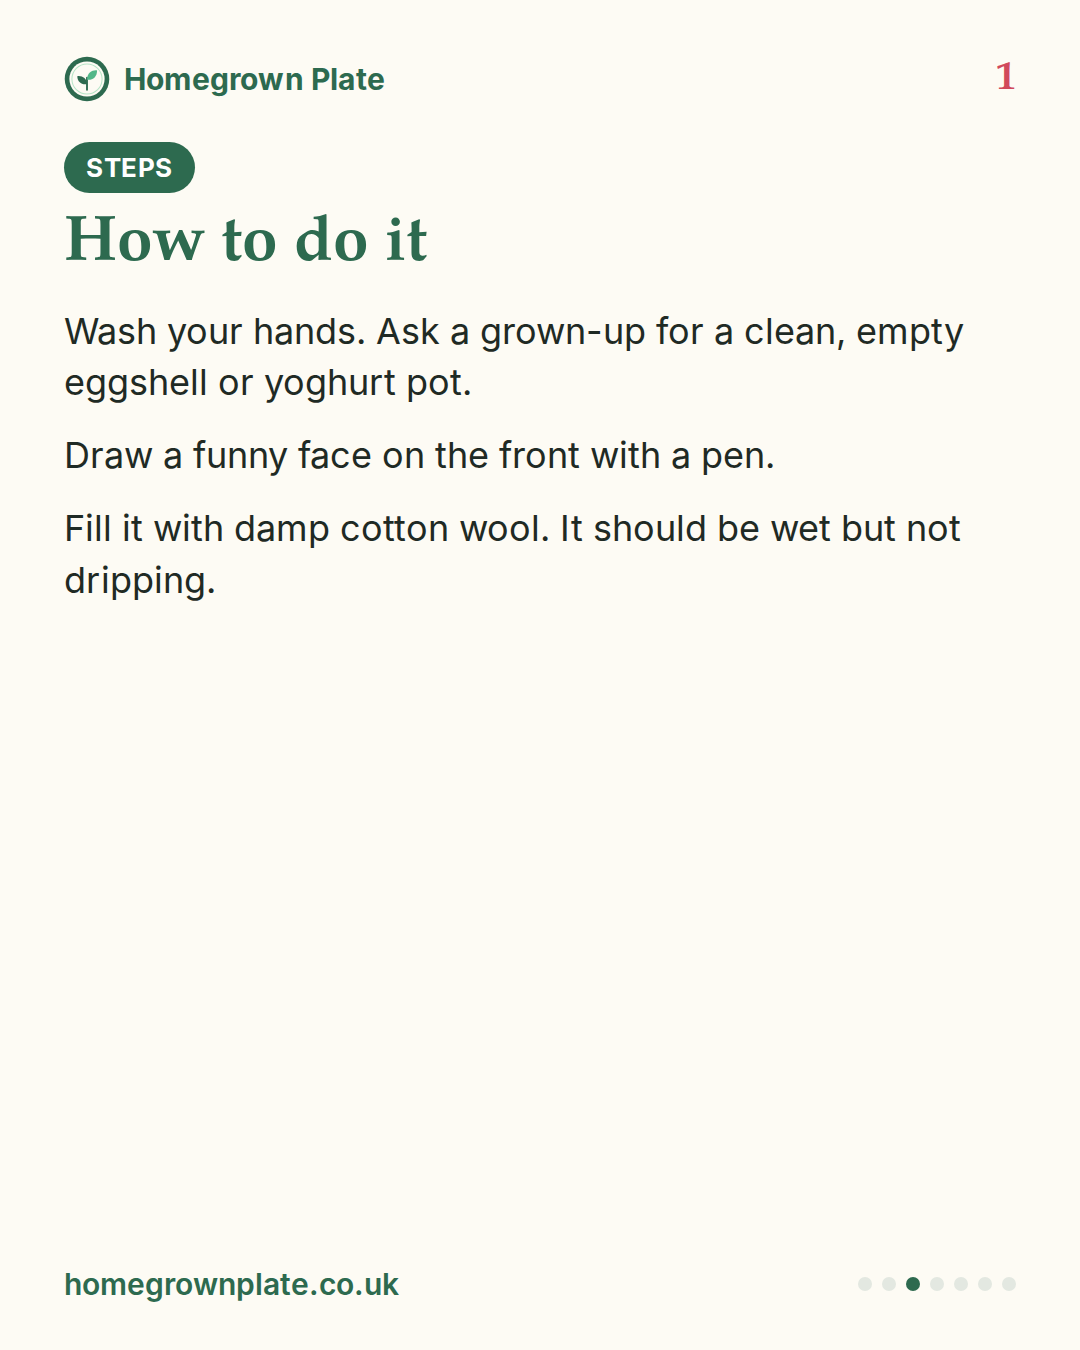 Homegrown Plate
1
STEPS
How to do it
Wash your hands. Ask a grown-up for a clean, empty
eggshell or yoghurt pot.
Draw a funny face on the front with a pen.
Fill it with damp cotton wool. It should be wet but not
dripping.
homegrownplate.co.uk